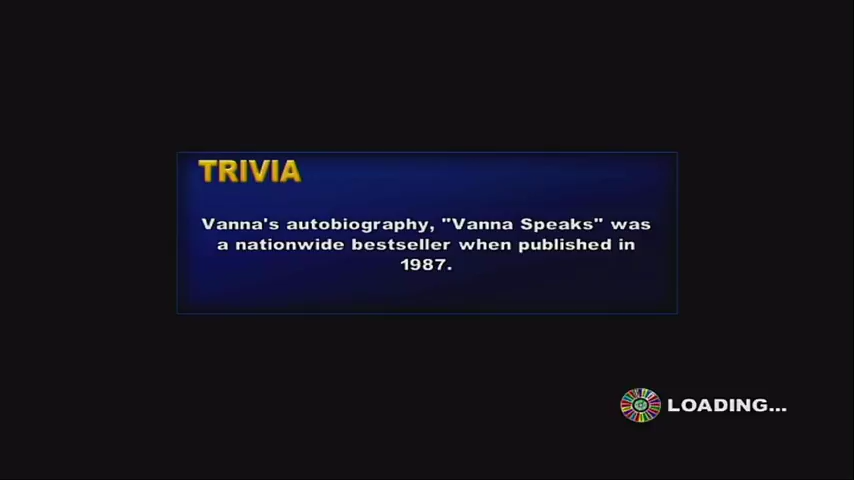 TRIVIA
Vanna's autobiography, "Vanna Speaks" was
a nationwide bestseller when published in
1987.
LOADING...